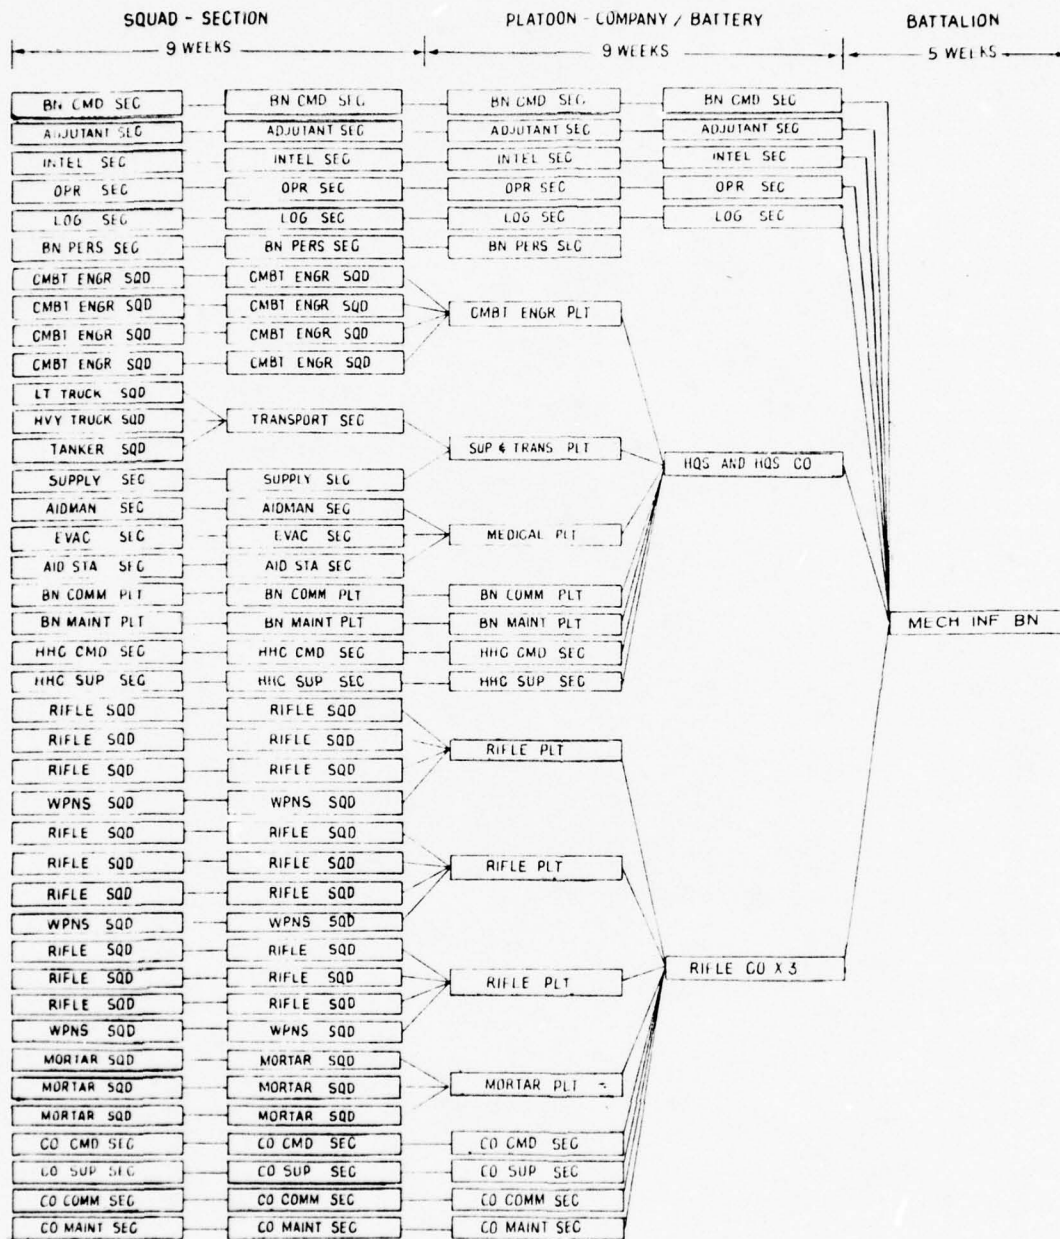 SQUAD - SECTION PLATOON - COMPANY / BATTERY BATTALION
9 WEEKS 9 WEEKS 5 WEEKS
BN CMD SEC BN CMD SEC BN CMD SEC BN CMD SEC
ADJUTANT SEC ADJUTANT SEC ADJUTANT SEC ADJUTANT SEC
INTEL SEC INTEL SEC INTEL SEC INTEL SEC
OPR SEC OPR SEC OPR SEC OPR SEC
LOG SEC LOG SEC LOG SEC LOG SEC
BN PERS SEC BN PERS SEC BN PERS SEC
CMBT ENGR SQD CMBT ENGR SQD
CMBT ENGR SQD CMBT ENGR SQD CMBT ENGR PLT
CMBT ENGR SQD CMBT ENGR SQD
CMBT ENGR SQD CMBT ENGR SQD
LT TRUCK SQD
HVY TRUCK SQD TRANSPORT SEC
TANKER SQD SUP & TRANS PLT HQS AND HQS CO
SUPPLY SEC SUPPLY SEC
AIDMAN SEC AIDMAN SEC
EVAC SEC EVAC SEC MEDICAL PLT
AID STA SEC AID STA SEC
BN COMM PLT BN COMM PLT BN COMM PLT
BN MAINT PLT BN MAINT PLT BN MAINT PLT MECH INF BN
HHC CMD SEC HHC CMD SEC HHC CMD SEC
HHC SUP SEC HHC SUP SEC HHC SUP SEC
RIFLE SQD RIFLE SQD
RIFLE SQD RIFLE SQD RIFLE PLT
RIFLE SQD RIFLE SQD
WPNS SQD WPNS SQD
RIFLE SQD RIFLE SQD
RIFLE SQD RIFLE SQD RIFLE PLT
RIFLE SQD RIFLE SQD
WPNS SQD WPNS SQD
RIFLE SQD RIFLE SQD
RIFLE SQD RIFLE SQD RIFLE PLT RIFLE CO X 3
RIFLE SQD RIFLE SQD
WPNS SQD WPNS SQD
MORTAR SQD MORTAR SQD
MORTAR SQD MORTAR SQD MORTAR PLT
MORTAR SQD MORTAR SQD
CO CMD SEC CO CMD SEC CO CMD SEC
CO SUP SEC CO SUP SEC CO SUP SEC
CO COMM SEC CO COMM SEC CO COMM SEC
CO MAINT SEC CO MAINT SEC CO MAINT SEC